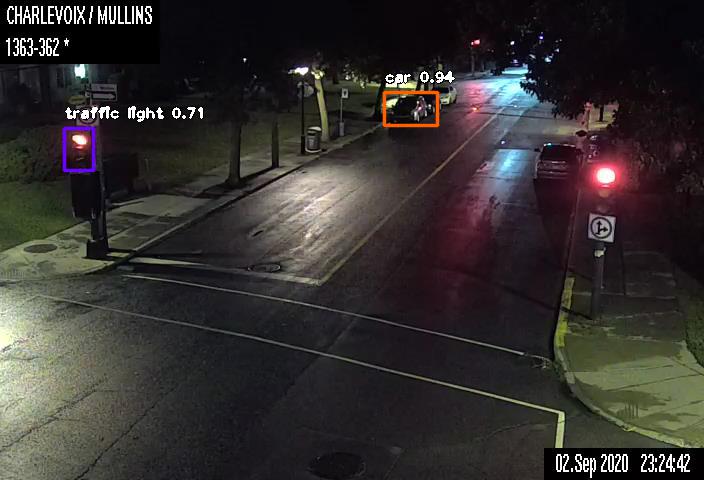 CHARLEVOIX / MULLINS
1363-362 *
car 0.94
traffic light 0.71
02.Sep 2020 23:24:42